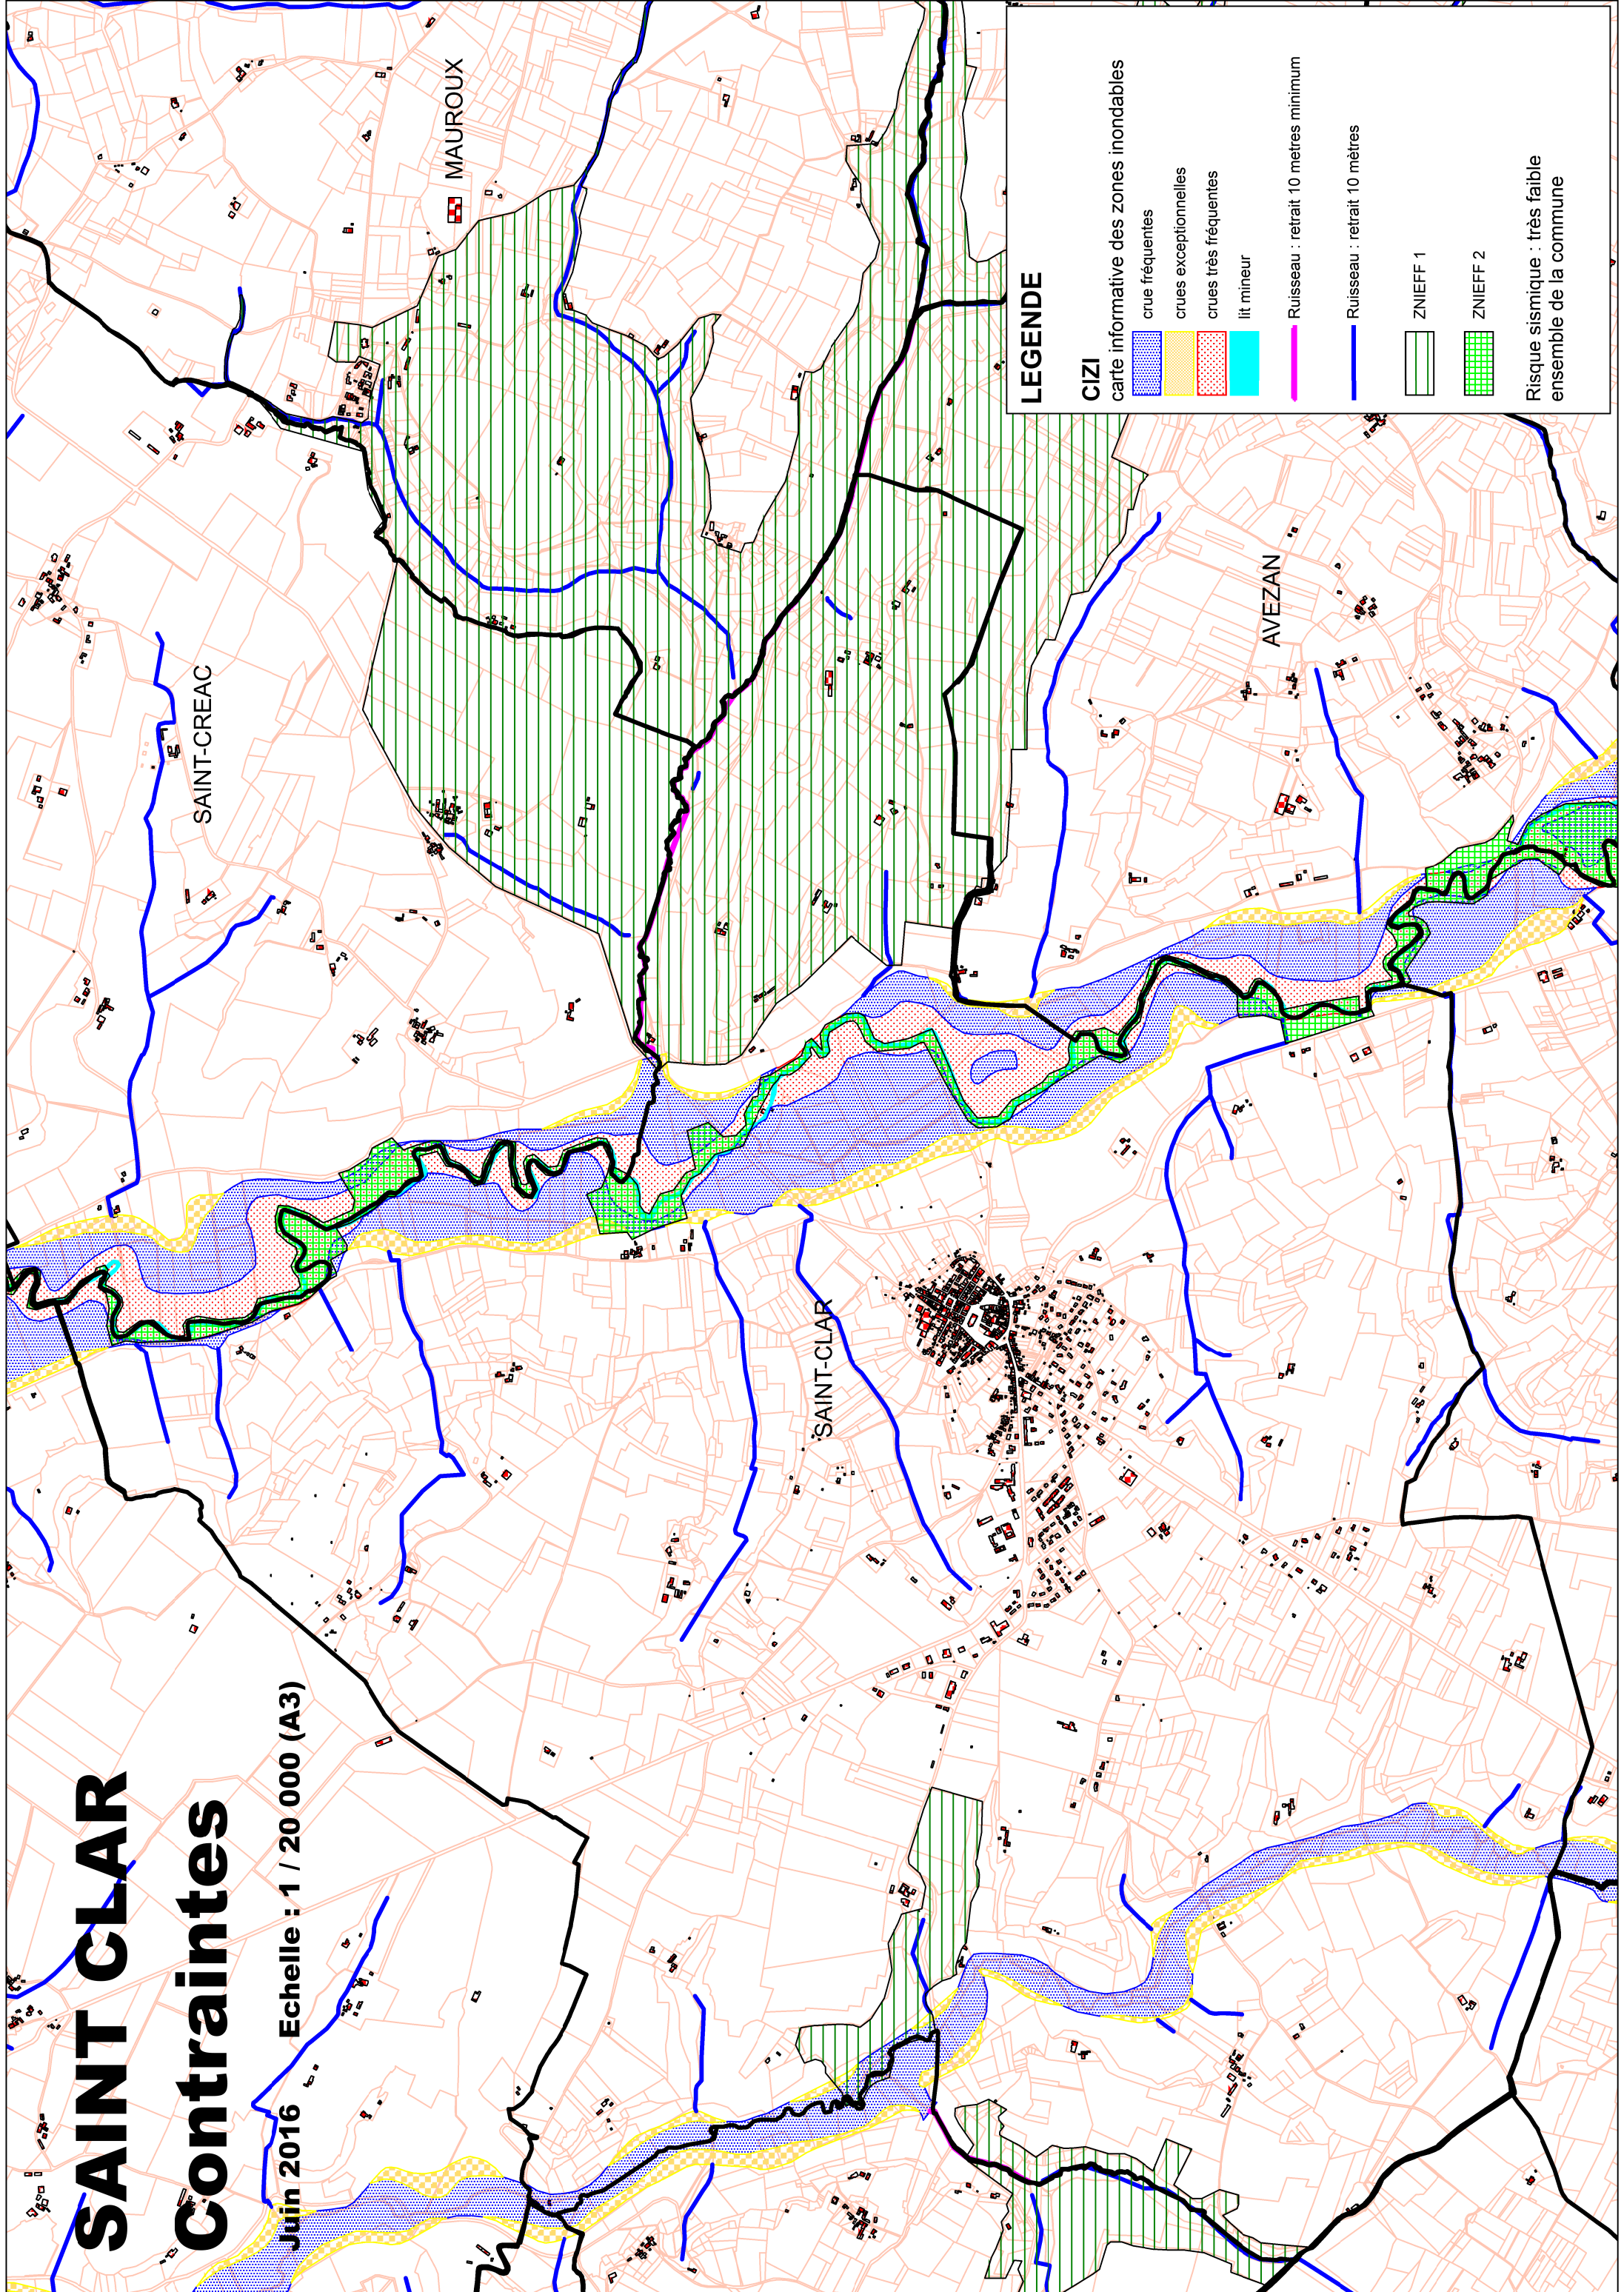 SAINT CLAR
Contraintes
Juin 2016 Echelle : 1 / 20 000 (A3)
SAINT-CREAC
MAUROUX
SAINT-CLAR
AVEZAN
LEGENDE
CIZI
carte informative des zones inondables
crue fréquentes
crues exceptionnelles
crues très fréquentes
lit mineur
Ruisseau : retrait 10 metres minimum
Ruisseau : retrait 10 mètres
ZNIEFF 1
ZNIEFF 2
Risque sismique : très faible
ensemble de la commune